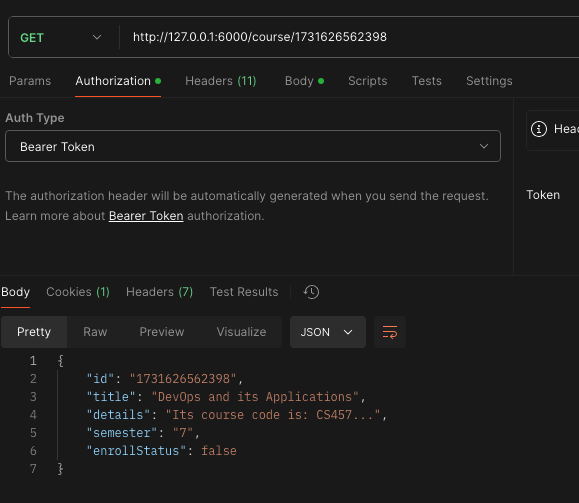 GET http://127.0.0.1:6000/course/1731626562398
Params Authorization Headers (11) Body Scripts Tests Settings
Auth Type
Bearer Token
The authorization header will be automatically generated when you send the request.
Learn more about Bearer Token authorization.
Token
Body Cookies (1) Headers (7) Test Results
Pretty Raw Preview Visualize JSON
1 {
2 "id": "1731626562398",
3 "title": "DevOps and its Applications",
4 "details": "Its course code is: CS457...",
5 "semester": "7",
6 "enrollStatus": false
7 }